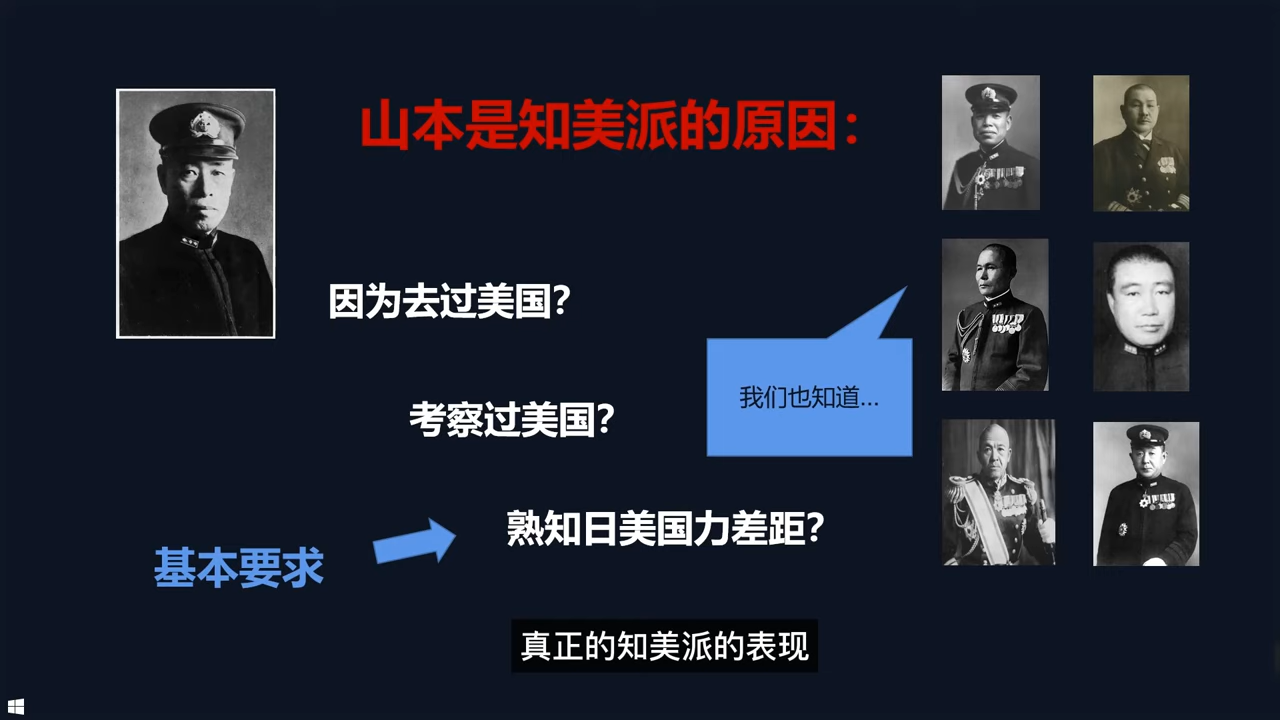 山本是知美派的原因：
因为去过美国？
我们也知道…
考察过美国？
熟知日美国力差距？
基本要求
真正的知美派的表现